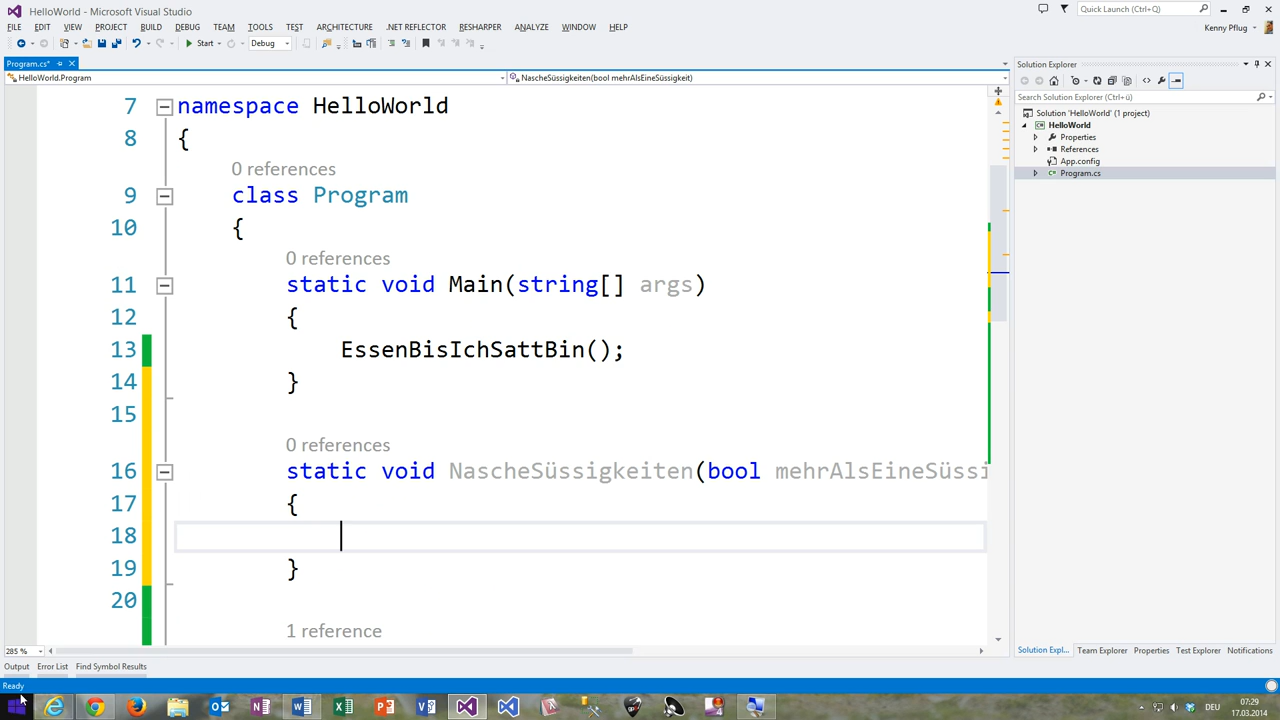 HelloWorld - Microsoft Visual Studio
Quick Launch (Ctrl+Q)
FILE EDIT VIEW PROJECT BUILD DEBUG TEAM TOOLS TEST ARCHITECTURE .NET REFLECTOR RESHARPER ANALYZE WINDOW HELP
Kenny Pflug
Start Debug
Program.cs*
HelloWorld.Program
NascheSüssigkeiten(bool mehrAlsEineSüssigkeit)
7 namespace HelloWorld
8 {
0 references
9 class Program
10 {
0 references
11 static void Main(string[] args)
12 {
13 EssenBisIchSattBin();
14 }
15
0 references
16 static void NascheSüssigkeiten(bool mehrAlsEineSüssi
17 {
18
19 }
20
1 reference
285 %
Solution Explorer
Search Solution Explorer (Ctrl+ü)
Solution 'HelloWorld' (1 project)
HelloWorld
Properties
References
App.config
Program.cs
Solution Expl... Team Explorer Properties Test Explorer Notifications
Output Error List Find Symbol Results
Ready
DEU
07:29
17.03.2014